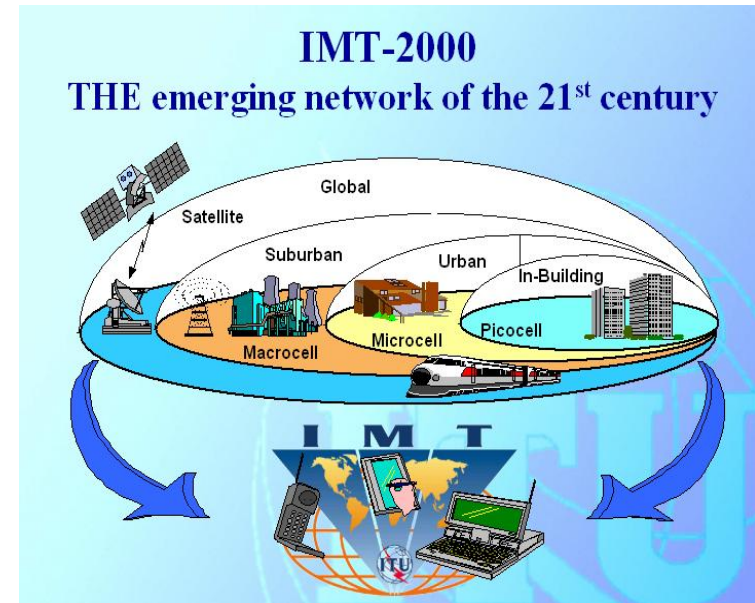 IMT-2000
THE emerging network of the 21st century
Global
Satellite
Suburban
Urban
In-Building
Macrocell
Microcell
Picocell
I M T
ITU
ITU